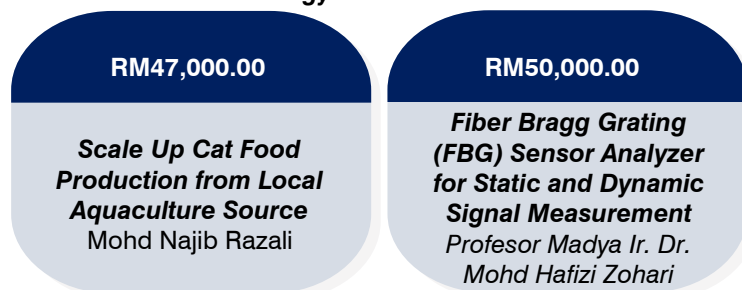 RM47,000.00
Scale Up Cat Food
Production from Local
Aquaculture Source
Mohd Najib Razali
RM50,000.00
Fiber Bragg Grating
(FBG) Sensor Analyzer
for Static and Dynamic
Signal Measurement
Profesor Madya Ir. Dr.
Mohd Hafizi Zohari